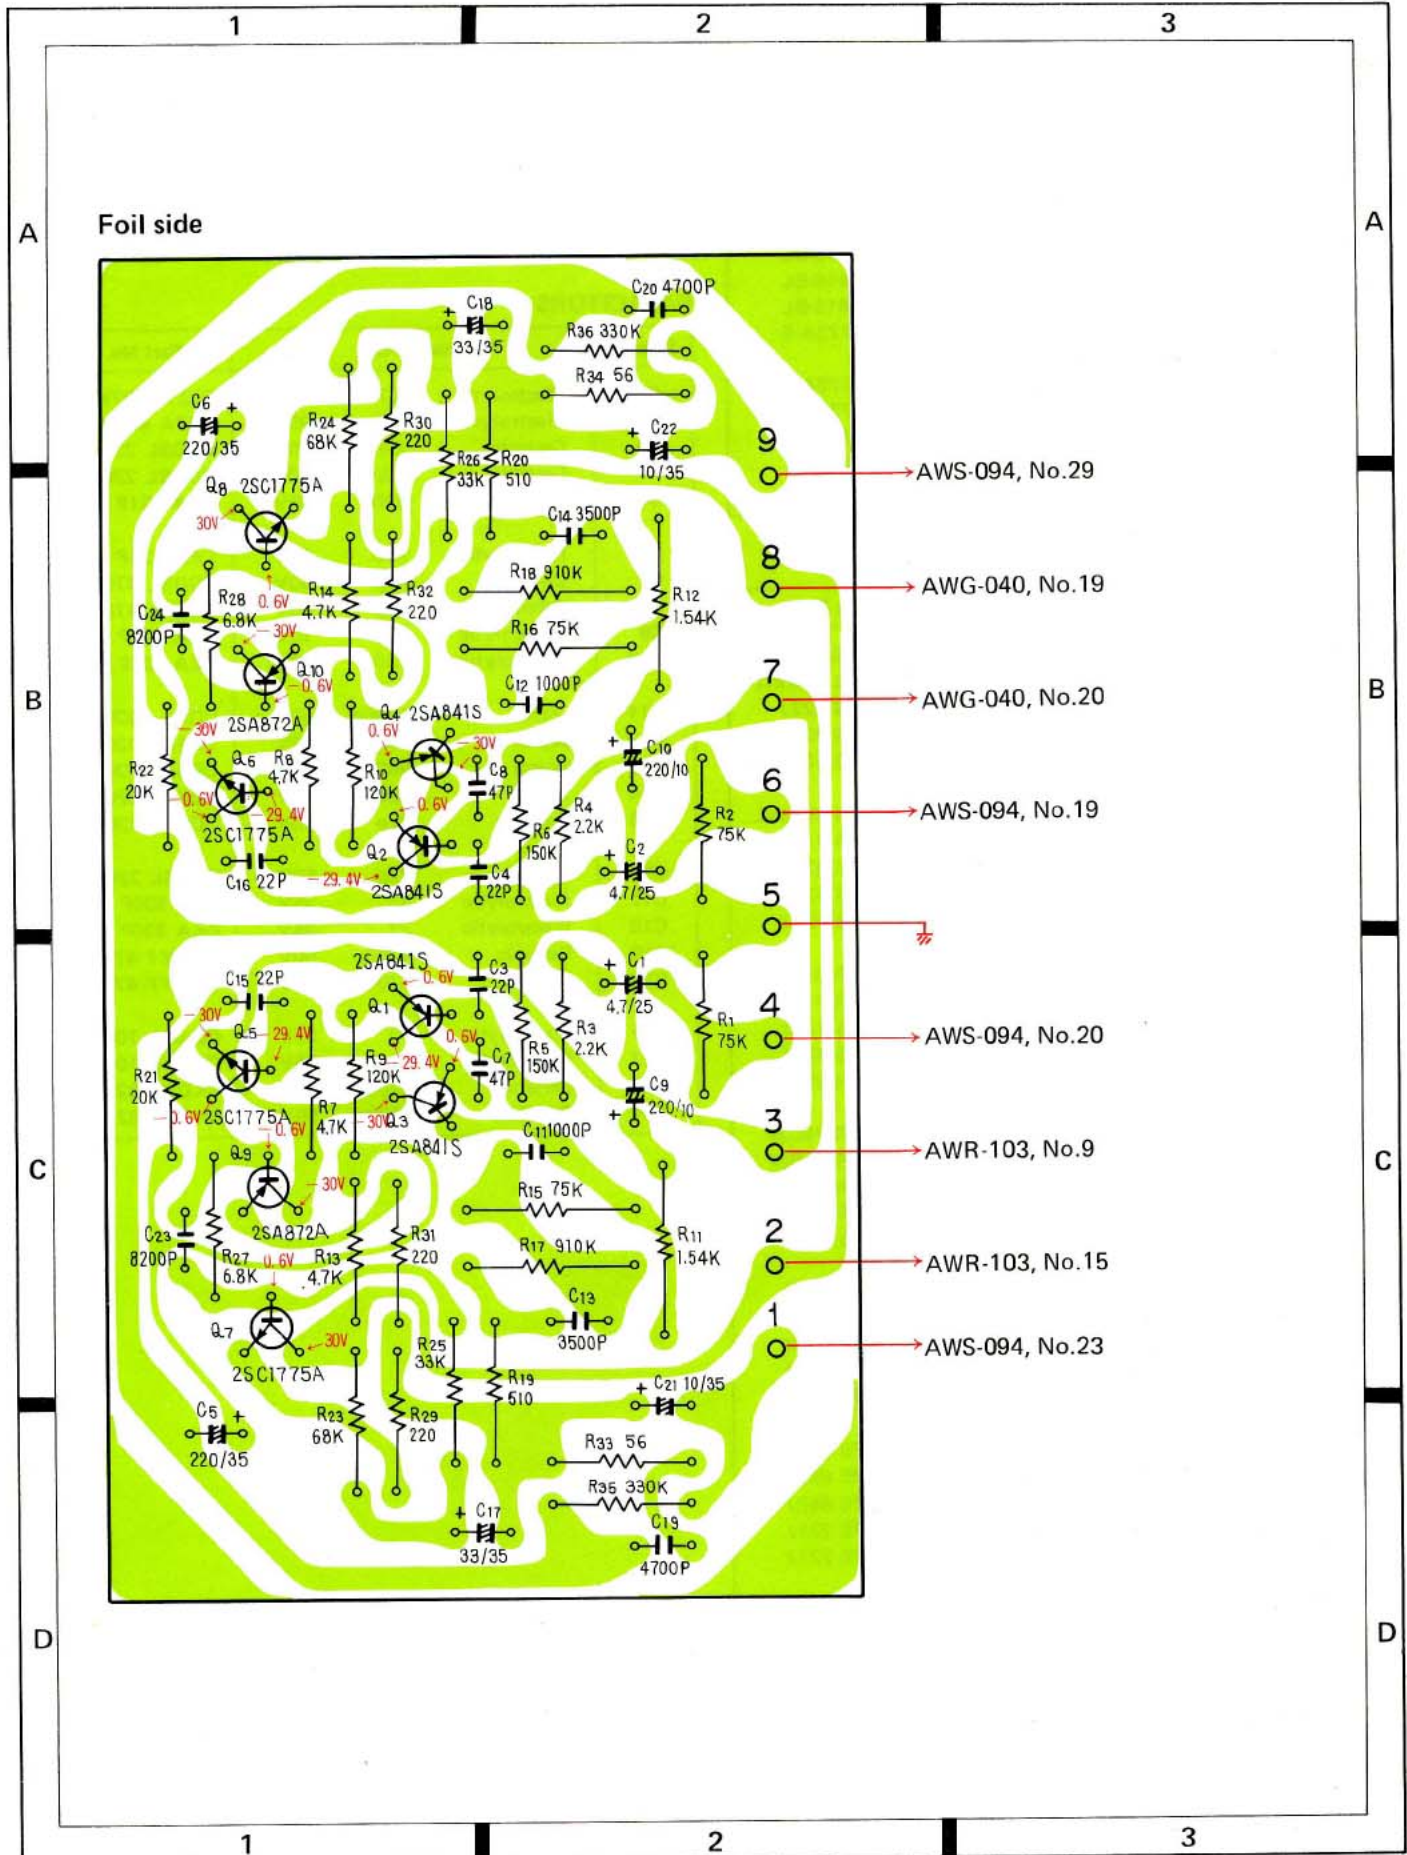 1 2 3
A A
Foil side
C20 4700P
C18
+
33/35
R36 330K
R34 56
C6
+
220/35
R24
68K
R30
220
R26
33K
R20
510
+ C22
10/35
9
AWS-094, No.29
Q8 2SC1775A
30V
0.6V
C14 3500P
8
AWG-040, No.19
R18 910K
R12
1.54K
R28
6.8K
R14
4.7K
R32
220
C24
8200P
-30V
R16 75K
Q10
-0.6V
2SA872A
C12 1000P
7
AWG-040, No.20
B B
Q4 2SA841S
0.6V
-30V
-30V
Q6
R22
20K
R8
4.7K
R10
120K
C8
47P
+ C10
220/10
-0.6V
-29.4V
2SC1775A
0.6V
R6
150K
R4
2.2K
R2
75K
6
AWS-094, No.19
Q2
C16 22P
-29.4V
2SA841S
C4
22P
+ C2
4.7/25
5
2SA841S
0.6V
C3
22P
+ C1
4.7/25
C15 22P
Q1
-30V
Q5
-29.4V
0.6V
R1
75K
4
AWS-094, No.20
R21
20K
R9
120K
-29.4V
C7
47P
R5
150K
R3
2.2K
-0.6V
2SC1775A
R7
4.7K
-30V
Q3
2SA841S
C9
220/10
+
-0.6V
Q9
C11 1000P
3
AWR-103, No.9
C C
-30V
2SA872A
R15 75K
C23
8200P
R27
6.8K
0.6V
R13
4.7K
R31
220
R17 910K
R11
1.54K
2
AWR-103, No.15
C13
3500P
Q7
30V
2SC1775A
R25
33K
R19
510
1
AWS-094, No.23
+ C21 10/35
C5
+
220/35
R23
68K
R29
220
R33 56
R35 330K
+ C17
33/35
C19
4700P
D D
1 2 3